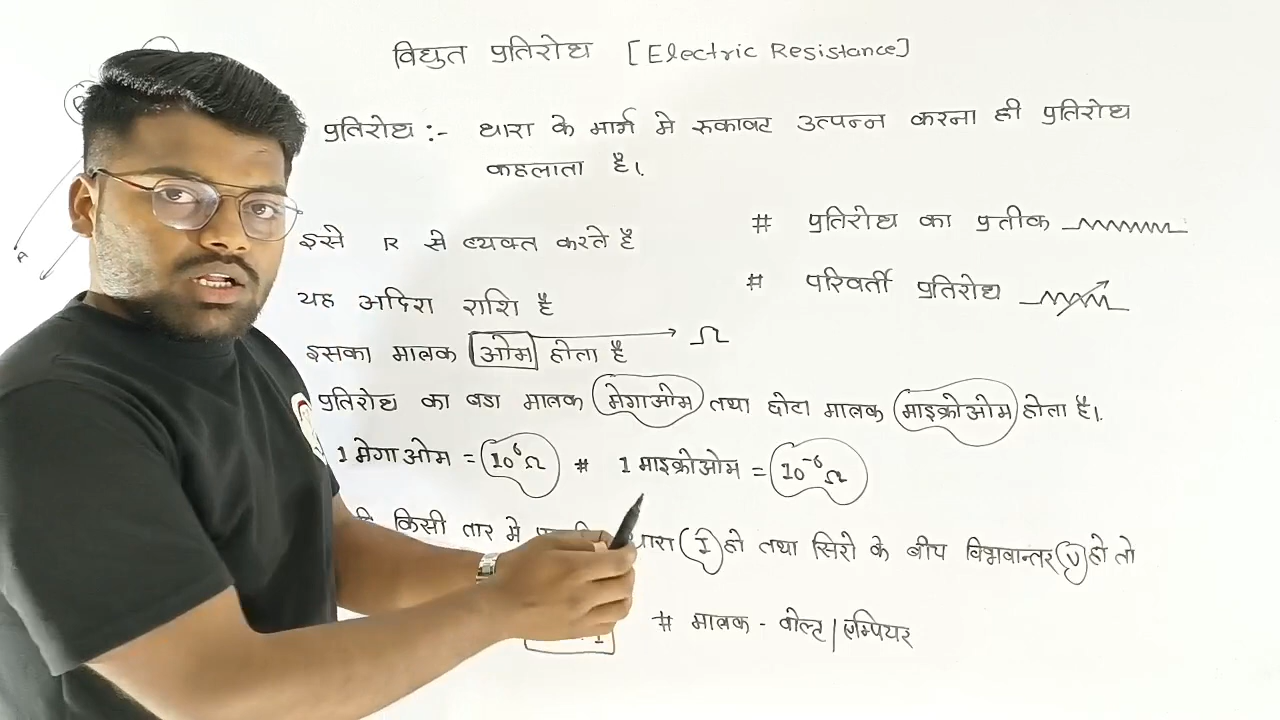 विद्युत प्रतिरोध [Electric Resistance]
प्रतिरोध :- धारा के मार्ग मे रुकावट उत्पन्न करना ही प्रतिरोध
कहलाता है।
इसे R से व्यक्त करते है
# प्रतिरोध का प्रतीक
यह अदिश राशि है
# परिवर्ती प्रतिरोध
इसका मात्रक ओम होता है → Ω
प्रतिरोध का बडा मात्रक मेगाओम तथा छोटा मात्रक माइक्रोओम होता है।
1 मेगाओम = 10⁶Ω # 1 माइक्रोओम = 10⁻⁶Ω
किसी तार मे धारा (I) हो तथा सिरो के बीच विभवान्तर (V) हो तो
# मात्रक - वोल्ट/एम्पियर